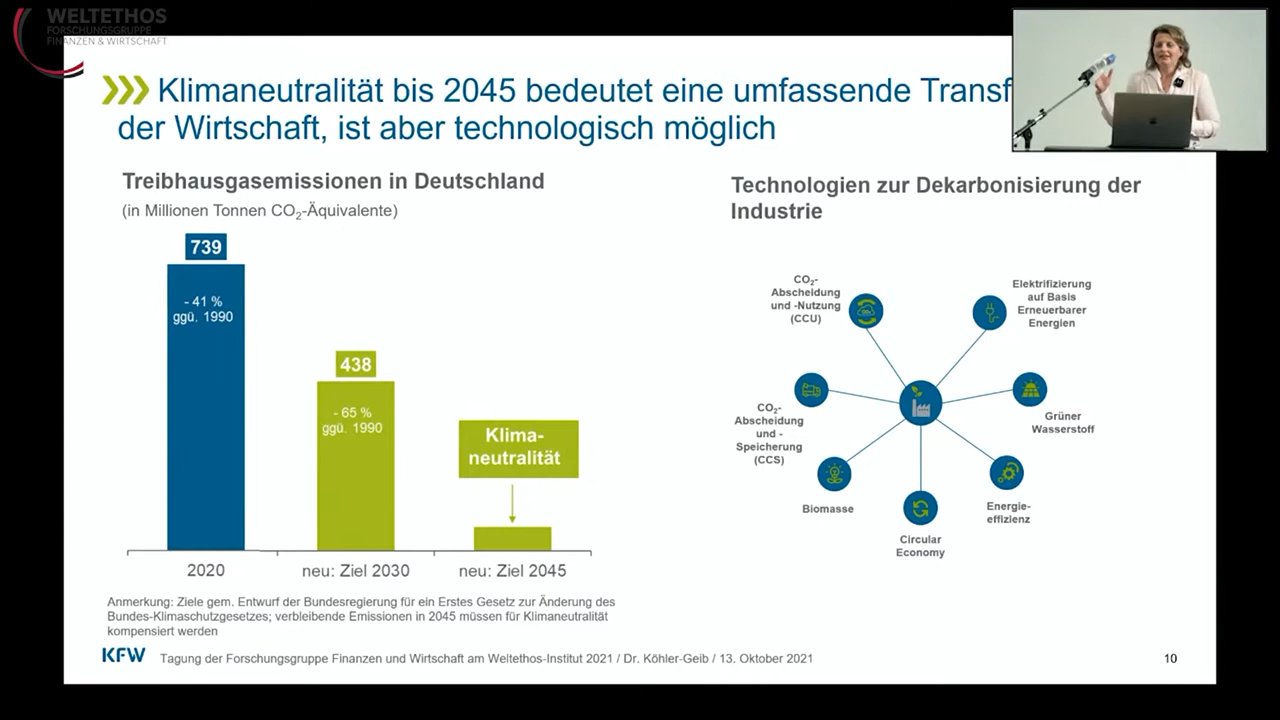 WELTETHOS
FORSCHUNGSGRUPPE
FINANZEN & WIRTSCHAFT
Klimaneutralität bis 2045 bedeutet eine umfassende Transf
der Wirtschaft, ist aber technologisch möglich
Treibhausgasemissionen in Deutschland
(in Millionen Tonnen CO₂-Äquivalente)
739
- 41 %
ggü. 1990
438
- 65 %
ggü. 1990
Klima-
neutralität
2020
neu: Ziel 2030
neu: Ziel 2045
Anmerkung: Ziele gem. Entwurf der Bundesregierung für ein Erstes Gesetz zur Änderung des
Bundes-Klimaschutzgesetzes; verbleibende Emissionen in 2045 müssen für Klimaneutralität
kompensiert werden
Technologien zur Dekarbonisierung der
Industrie
CO₂-
Abscheidung
und -Nutzung
(CCU)
Elektrifizierung
auf Basis
Erneuerbarer
Energien
CO₂-
Abscheidung
und -
Speicherung
(CCS)
Grüner
Wasserstoff
Biomasse
Energie-
effizienz
Circular
Economy
KFW
Tagung der Forschungsgruppe Finanzen und Wirtschaft am Weltethos-Institut 2021 / Dr. Köhler-Geib / 13. Oktober 2021
10